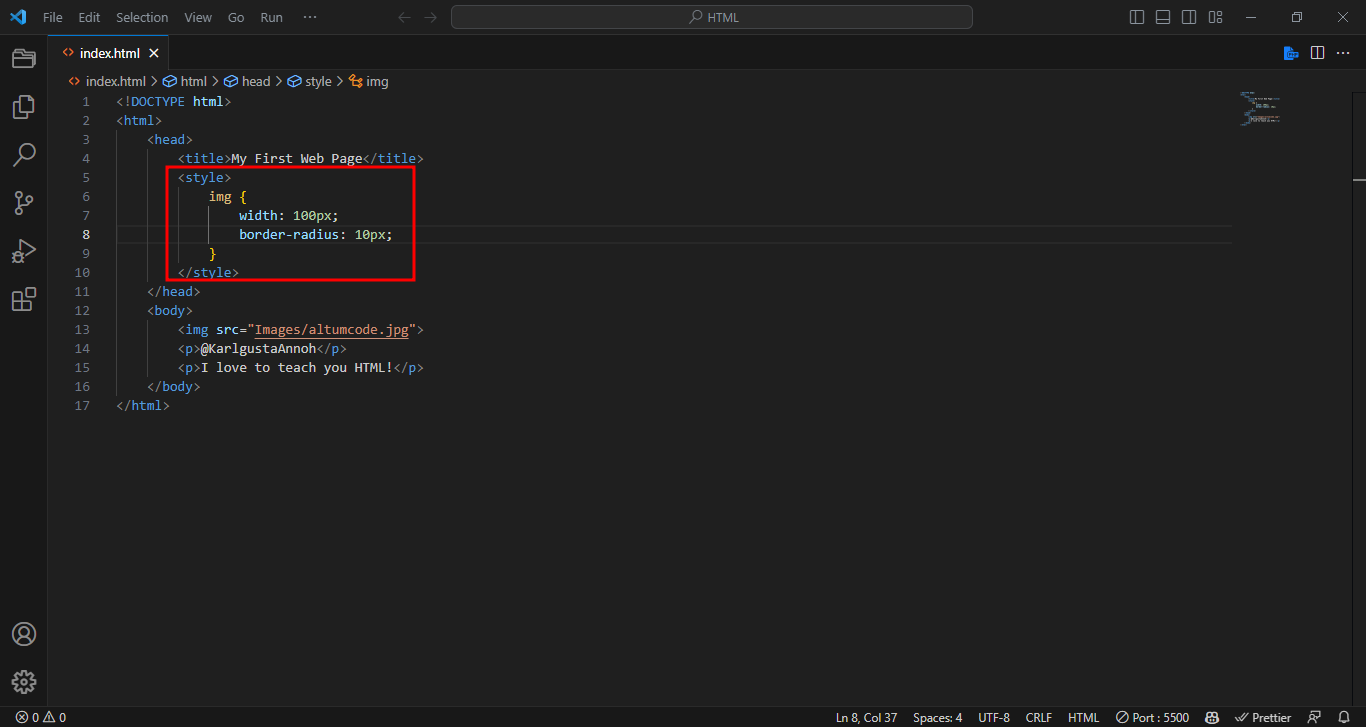 File Edit Selection View Go Run ··· HTML
index.html
index.html > html > head > style > img
1 <!DOCTYPE html>
2 <html>
3 <head>
4 <title>My First Web Page</title>
5 <style>
6 img {
7 width: 100px;
8 border-radius: 10px;
9 }
10 </style>
11 </head>
12 <body>
13 <img src="Images/altumcode.jpg">
14 <p>@KarlgustaAnnoh</p>
15 <p>I love to teach you HTML!</p>
16 </body>
17 </html>
0 0 Ln 8, Col 37 Spaces: 4 UTF-8 CRLF HTML Port : 5500 Prettier